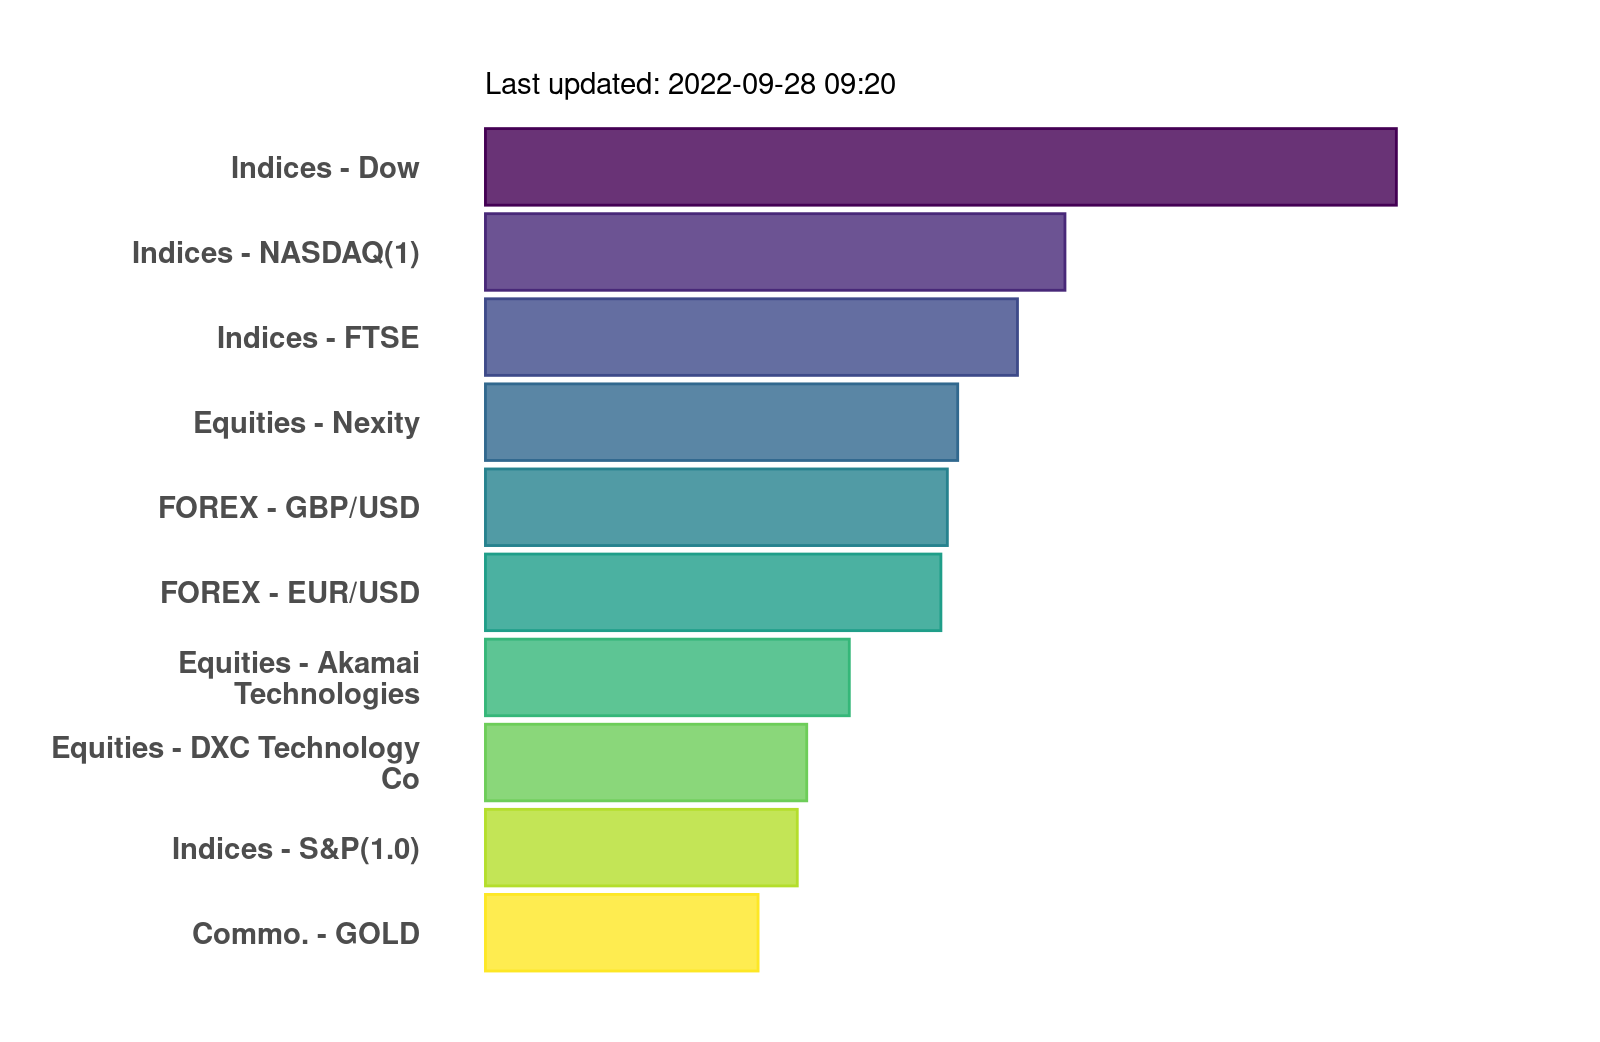 Last updated: 2022-09-28 09:20
Indices - Dow
Indices - NASDAQ(1)
Indices - FTSE
Equities - Nexity
FOREX - GBP/USD
FOREX - EUR/USD
Equities - Akamai
Technologies
Equities - DXC Technology
Co
Indices - S&P(1.0)
Commo. - GOLD